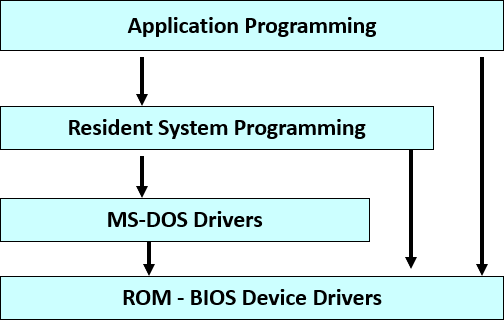 Application Programming
Resident System Programming
MS-DOS Drivers
ROM - BIOS Device Drivers